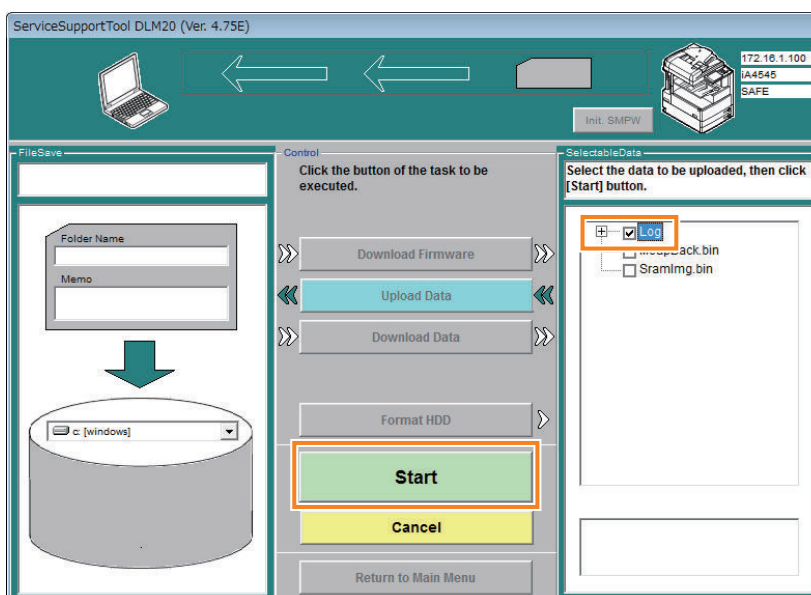 ServiceSupportTool DLM20 (Ver. 4.75E)
172.16.1.100
iA4545
SAFE
Init. SMPW
FileSave
Control
SelectableData
Click the button of the task to be
executed.
Select the data to be uploaded, then click
[Start] button.
Folder Name
Memo
Log
SramImg.bin
Download Firmware
Upload Data
Download Data
Format HDD
c: [windows]
Start
Cancel
Return to Main Menu